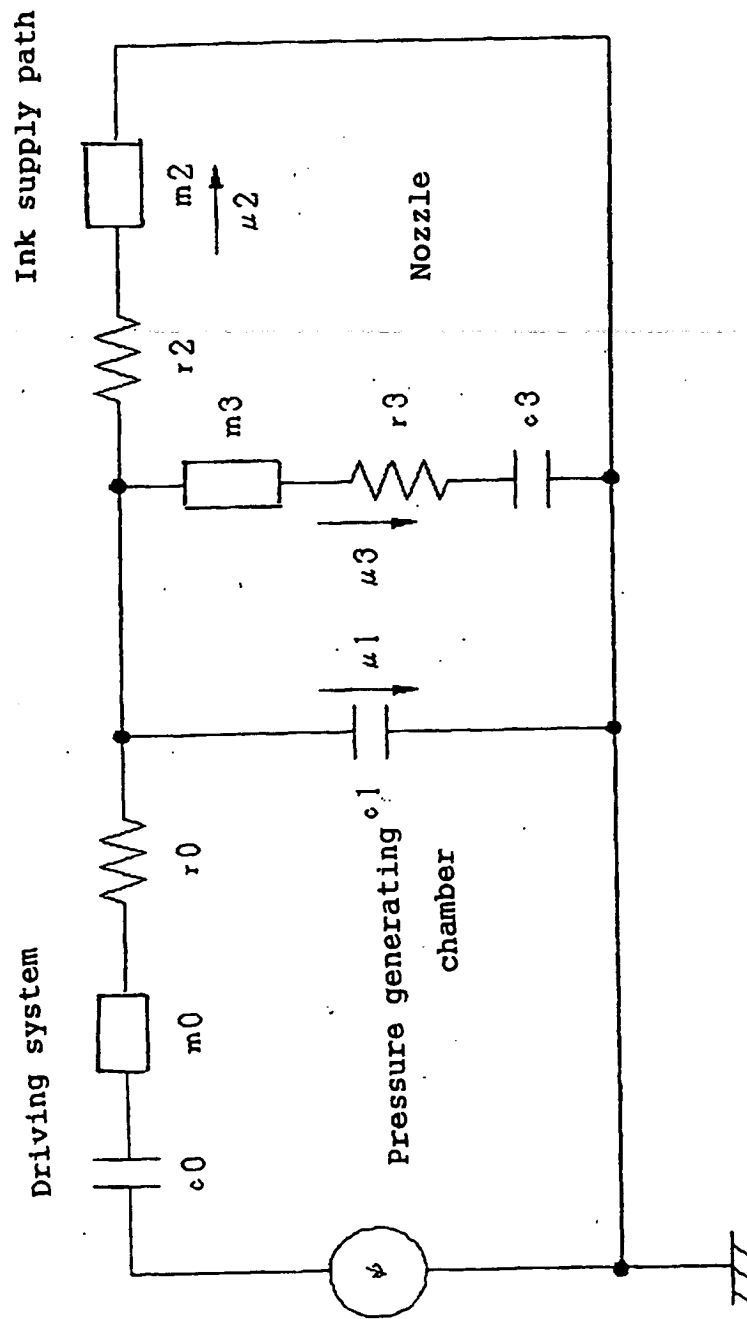 Driving system
Ink supply path
c0
m0
r0
r2
m2
μ2
Pressure generating
chamber
c1
μ1
μ3
m3
r3
c3
Nozzle